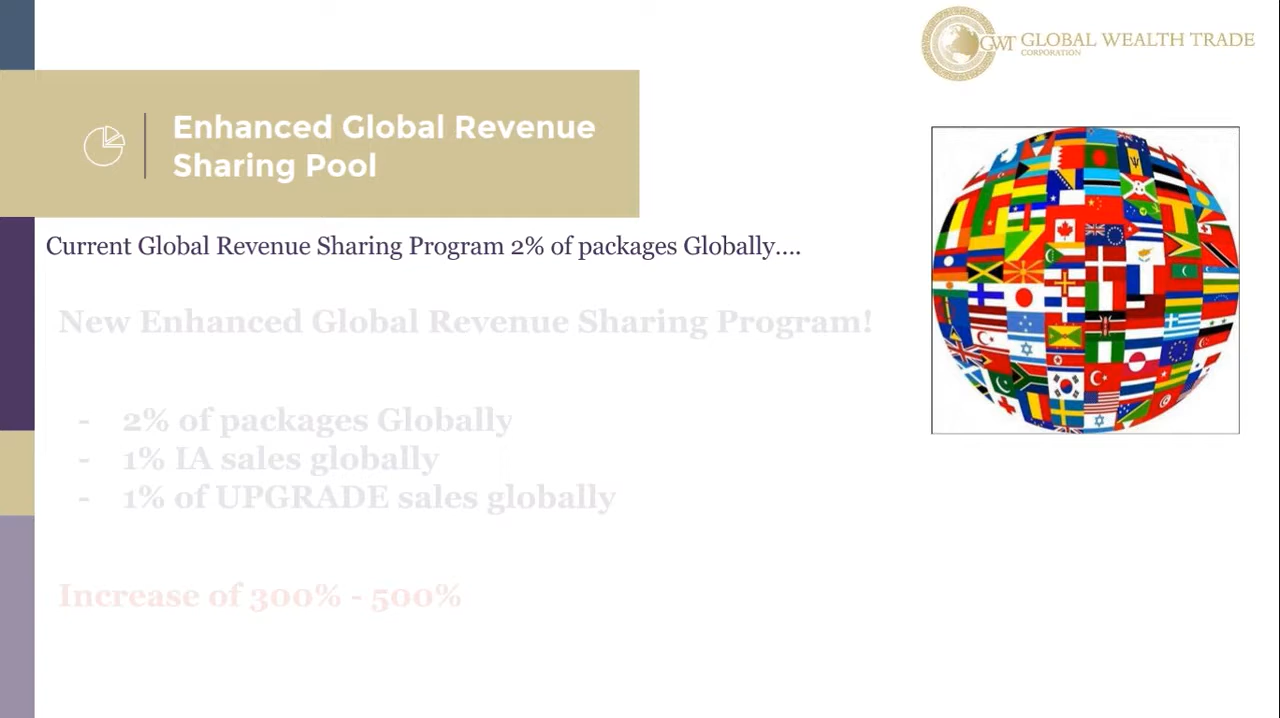 GWT GLOBAL WEALTH TRADE
CORPORATION
Enhanced Global Revenue
Sharing Pool
Current Global Revenue Sharing Program 2% of packages Globally....
New Enhanced Global Revenue Sharing Program!
- 2% of packages Globally
- 1% IA sales globally
- 1% of UPGRADE sales globally
Increase of 300% - 500%